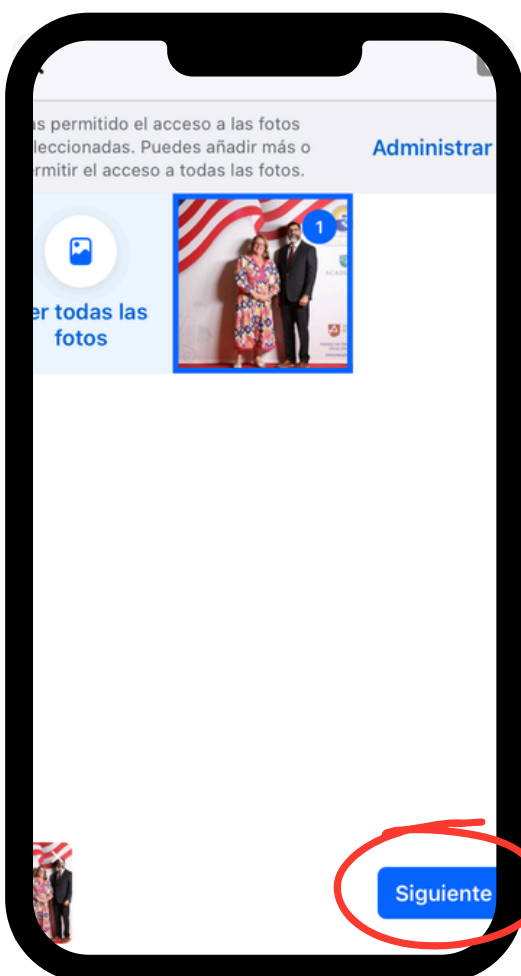 as permitido el acceso a las fotos
leccionadas. Puedes añadir más o
rmitir el acceso a todas las fotos.
Administrar
1
er todas las
fotos
ACADE
Siguiente